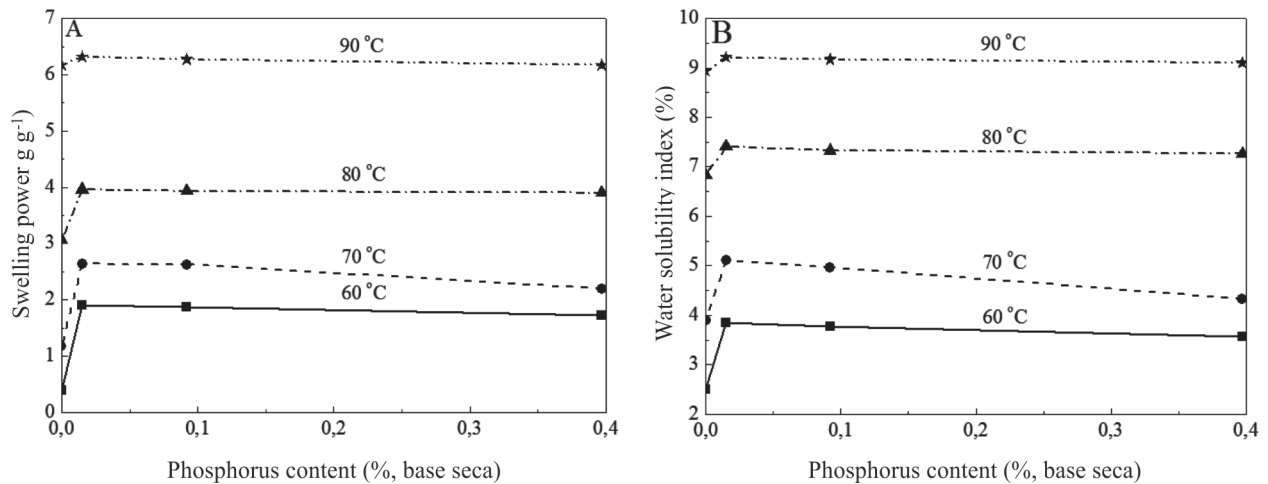 A
7
6
5
4
3
2
1
0
Swelling power g g⁻¹
90 °C
80 °C
70 °C
60 °C
0,0 0,1 0,2 0,3 0,4
Phosphorus content (%, base seca)
B
10
9
8
7
6
5
4
3
2
Water solubility index (%)
90 °C
80 °C
70 °C
60 °C
0,0 0,1 0,2 0,3 0,4
Phosphorus content (%, base seca)